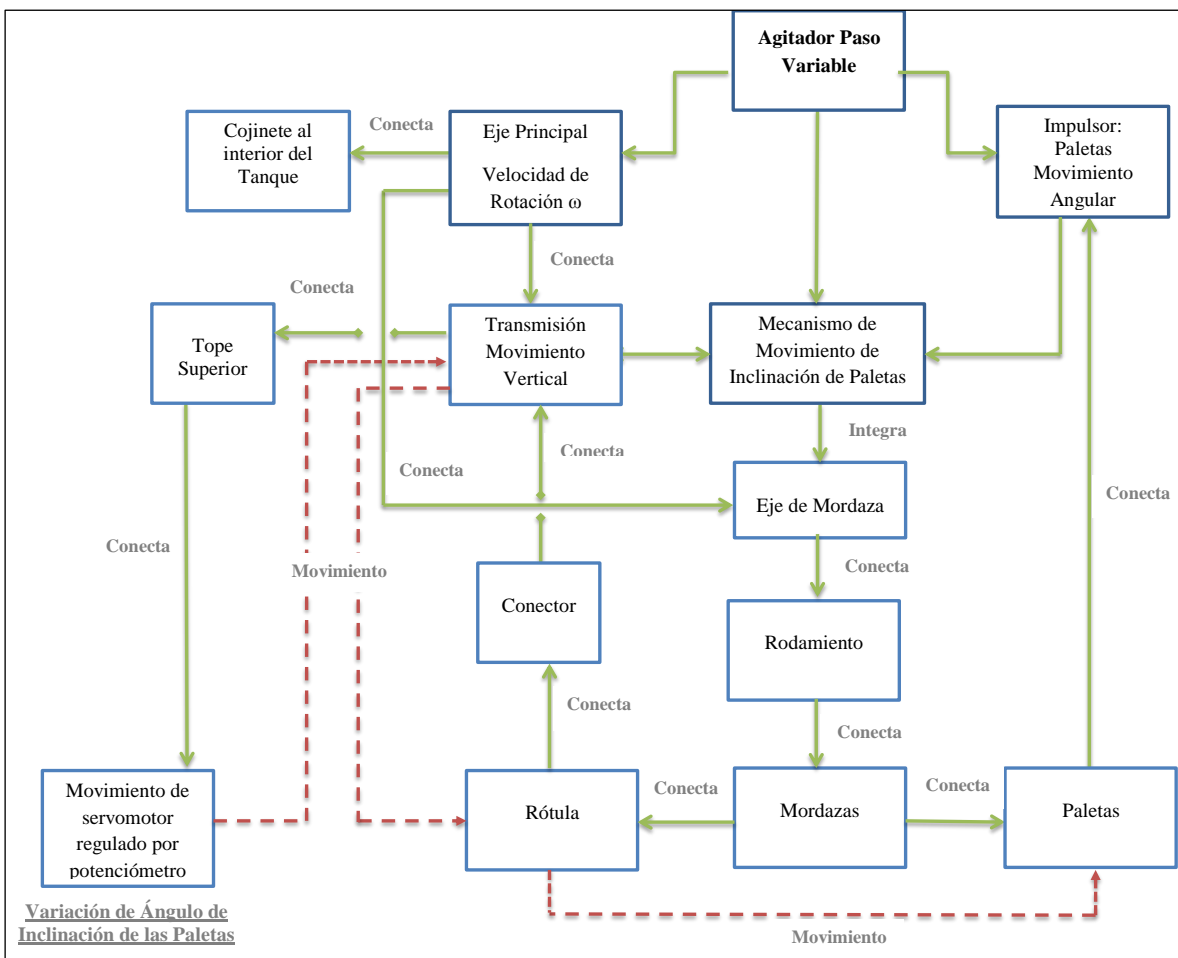 Agitador Paso
Variable
Cojinete al
interior del
Tanque
Conecta
Eje Principal
Velocidad de
Rotación ω
Impulsor:
Paletas
Movimiento
Angular
Conecta
Conecta
Tope
Superior
Transmisión
Movimiento
Vertical
Mecanismo de
Movimiento de
Inclinación de Paletas
Integra
Conecta
Conecta
Eje de Mordaza
Conecta
Conecta
Movimiento
Conecta
Conector
Rodamiento
Conecta
Conecta
Movimiento de
servomotor
regulado por
potenciómetro
Rótula
Conecta
Mordazas
Conecta
Paletas
Variación de Ángulo de
Inclinación de las Paletas
Movimiento